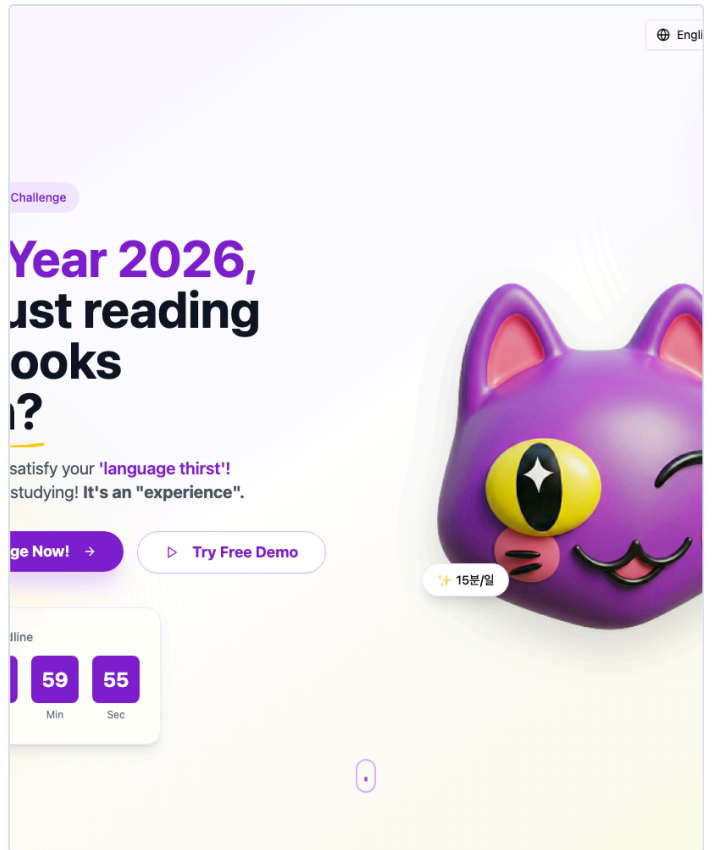 Engli
Challenge
Year 2026,
ust reading
ooks
?
satisfy your 'language thirst'!
studying! It's an "experience".
ge Now! →
Try Free Demo
✨ 15분/일
dline
59
55
Min
Sec